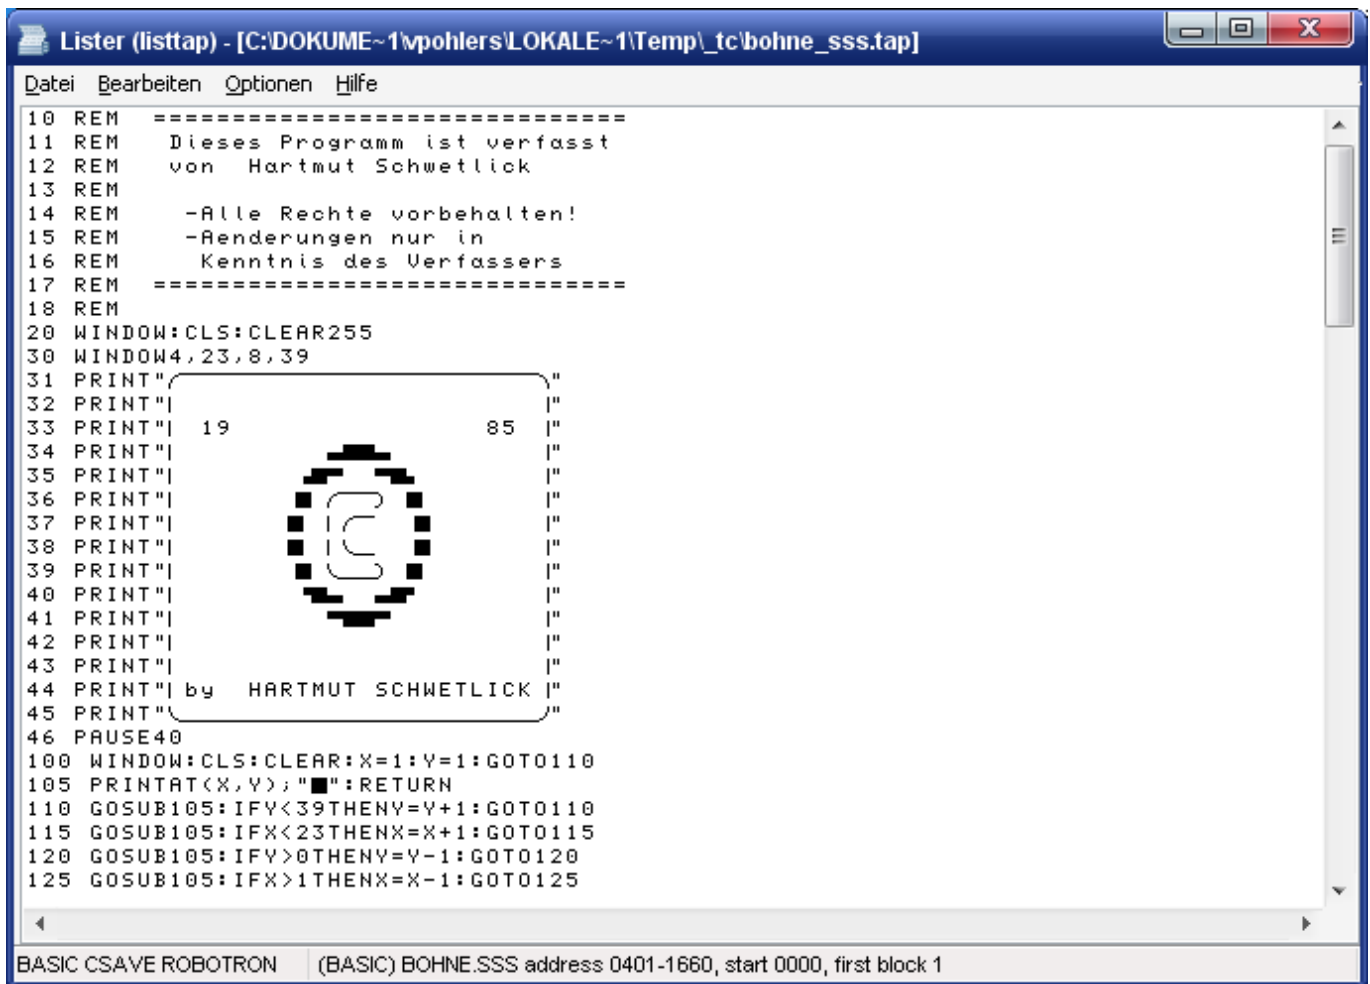 Lister (listtap) - [C:\DOKUME~1\vpohlers\LOKALE~1\Temp\_tc\bohne_sss.tap]
Datei Bearbeiten Optionen Hilfe
10 REM ==============================
11 REM Dieses Programm ist verfasst
12 REM von Hartmut Schwetlick
13 REM
14 REM -Alle Rechte vorbehalten!
15 REM -Aenderungen nur in
16 REM Kenntnis des Verfassers
17 REM ==============================
18 REM
20 WINDOW:CLS:CLEAR255
30 WINDOW4,23,8,39
31 PRINT" "
32 PRINT"| |"
33 PRINT"| 19 85 |"
34 PRINT"| |"
35 PRINT"| |"
36 PRINT"| |"
37 PRINT"| |"
38 PRINT"| |"
39 PRINT"| |"
40 PRINT"| |"
41 PRINT"| |"
42 PRINT"| |"
43 PRINT"| |"
44 PRINT"| by HARTMUT SCHWETLICK |"
45 PRINT" "
46 PAUSE40
100 WINDOW:CLS:CLEAR:X=1:Y=1:GOTO110
105 PRINTAT(X,Y);"■":RETURN
110 GOSUB105:IFY<39THENY=Y+1:GOTO110
115 GOSUB105:IFX<23THENX=X+1:GOTO115
120 GOSUB105:IFY>0THENY=Y-1:GOTO120
125 GOSUB105:IFX>1THENX=X-1:GOTO125
BASIC CSAVE ROBOTRON (BASIC) BOHNE.SSS address 0401-1660, start 0000, first block 1